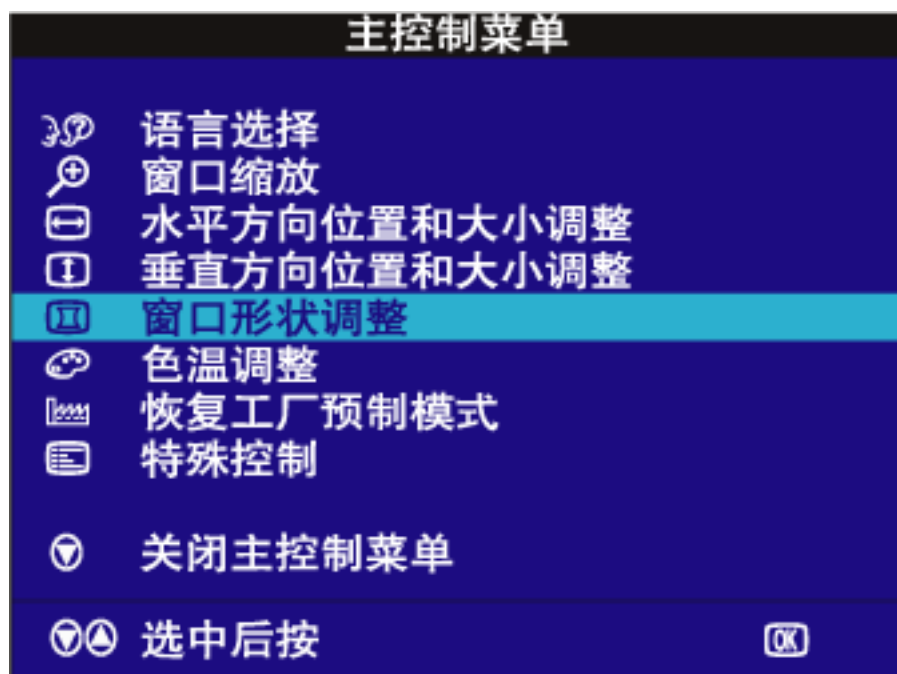 主控制菜单
语言选择
窗口缩放
水平方向位置和大小调整
垂直方向位置和大小调整
窗口形状调整
色温调整
恢复工厂预制模式
特殊控制
关闭主控制菜单
选中后按 OK